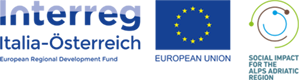 Interreg
Italia-Österreich
European Regional Development Fund
EUROPEAN UNION
SOCIAL IMPACT
FOR THE
ALPS ADRIATIC
REGION